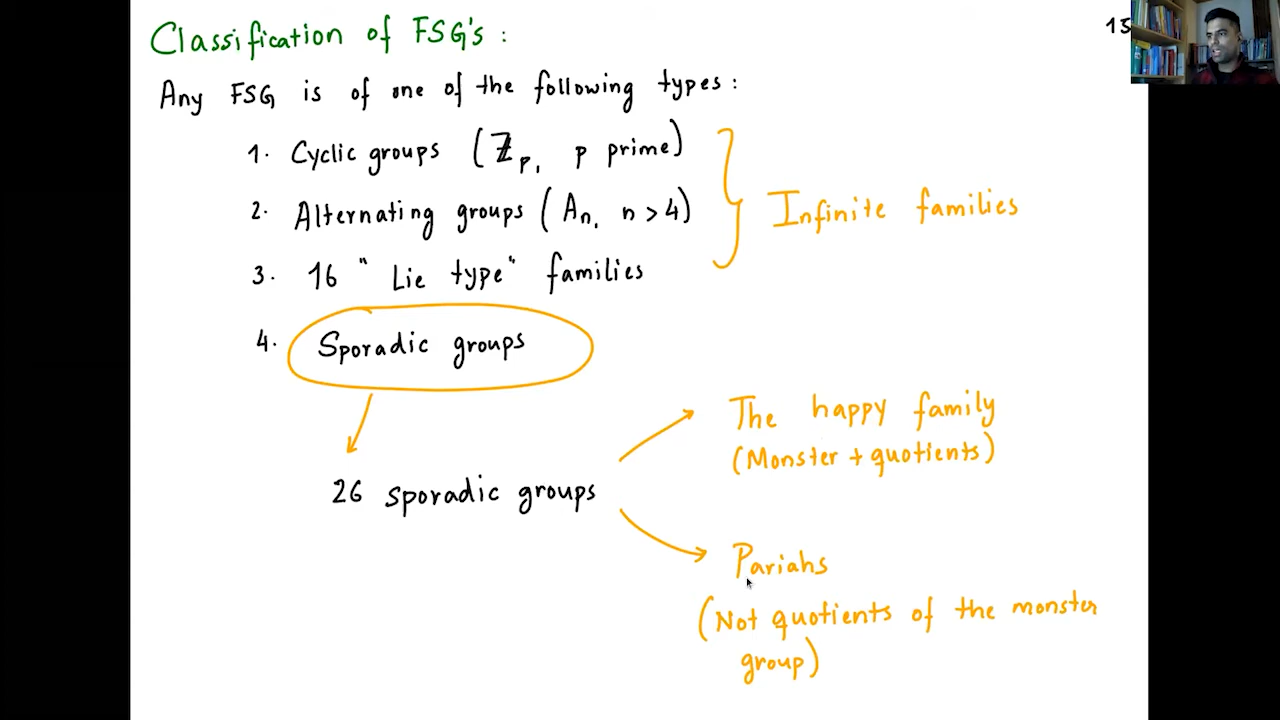 Classification of FSG's :
15
Any FSG is of one of the following types :
1. Cyclic groups (ℤp, p prime)
2. Alternating groups (An, n > 4)
Infinite families
3. 16 "Lie type" families
4. Sporadic groups
The happy family
(Monster + quotients)
26 sporadic groups
Pariahs
(Not quotients of the monster
group)